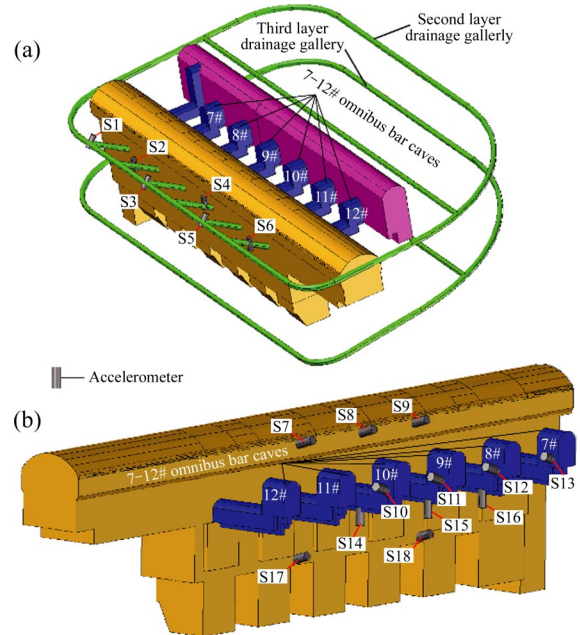 Second layer
drainage gallerly
Third layer
drainage gallery
(a)
7-12# omnibus bar caves
S1
7#
8#
S2
9#
S4
10#
S3
11#
S6
12#
S5
Accelerometer
(b)
S9
S8
S7
7-12# omnibus bar caves
7#
8#
9#
10#
11#
12#
S13
S12
S11
S10
S16
S15
S14
S18
S17